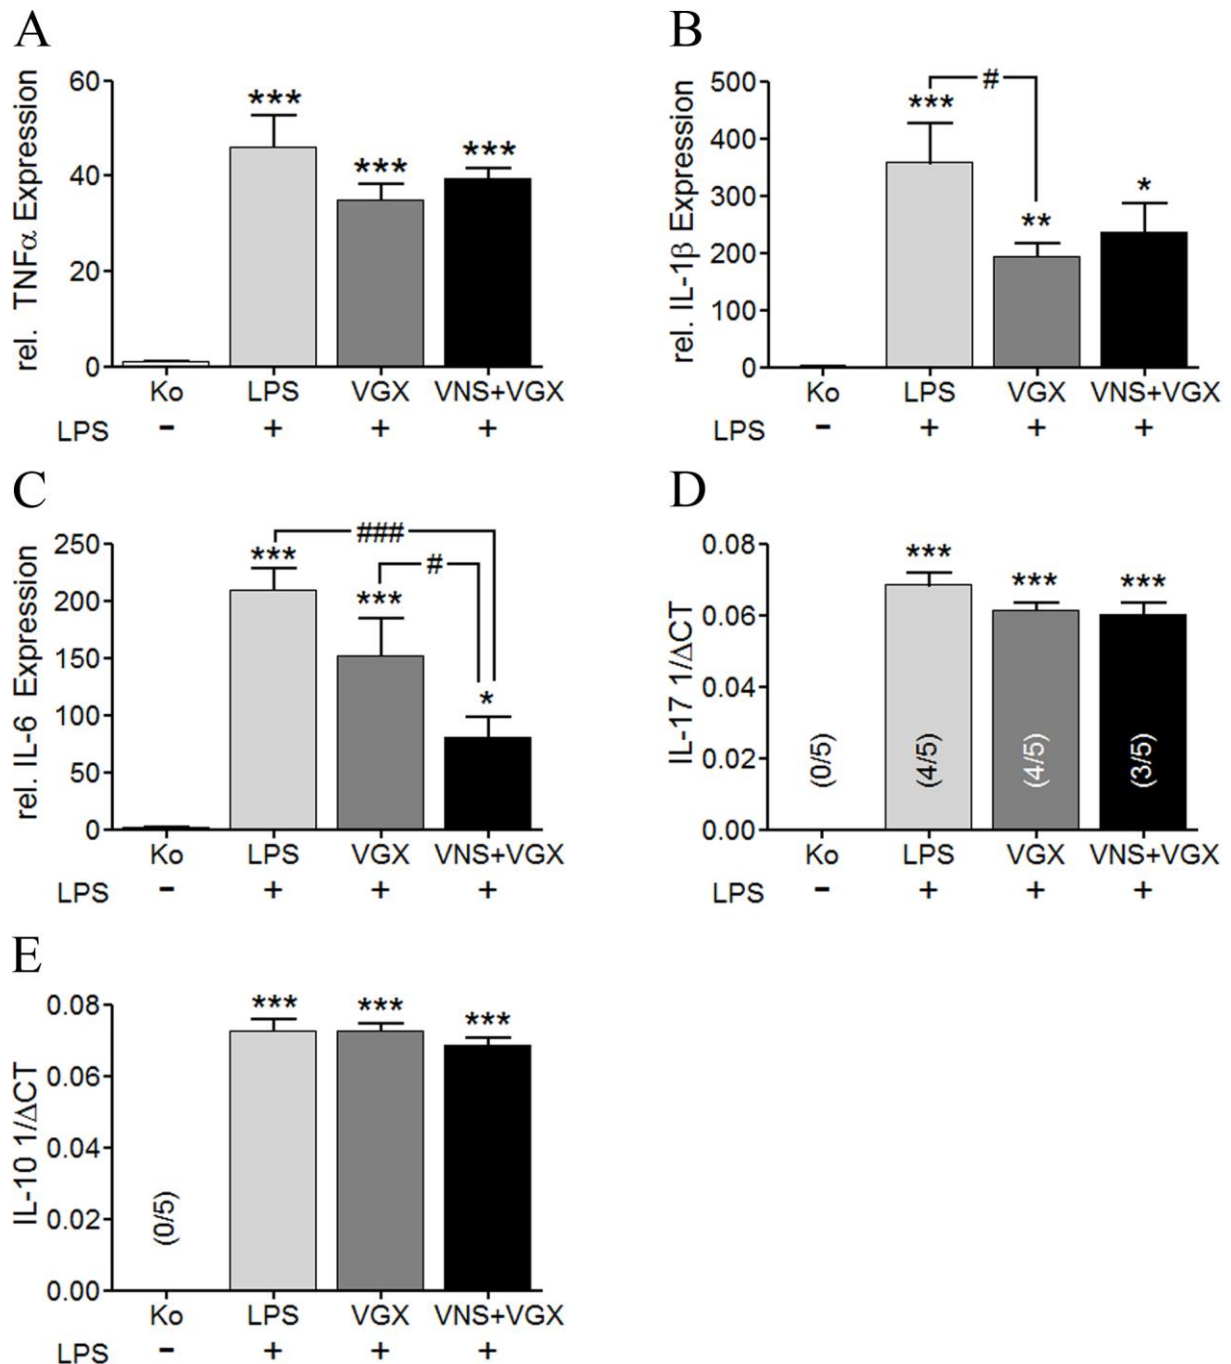 A
rel. TNFα Expression
60
40
20
0
***
***
***
Ko LPS VGX VNS+VGX
LPS - + + +
B
rel. IL-1β Expression
500
400
300
200
100
0
#
***
**
*
Ko LPS VGX VNS+VGX
LPS - + + +
C
rel. IL-6 Expression
250
200
150
100
50
0
###
#
***
***
*
Ko LPS VGX VNS+VGX
LPS - + + +
D
IL-17 1/ΔCT
0.08
0.06
0.04
0.02
0.00
***
***
***
(0/5) (4/5) (4/5) (3/5)
Ko LPS VGX VNS+VGX
LPS - + + +
E
IL-10 1/ΔCT
0.08
0.06
0.04
0.02
0.00
***
***
***
(0/5)
Ko LPS VGX VNS+VGX
LPS - + + +